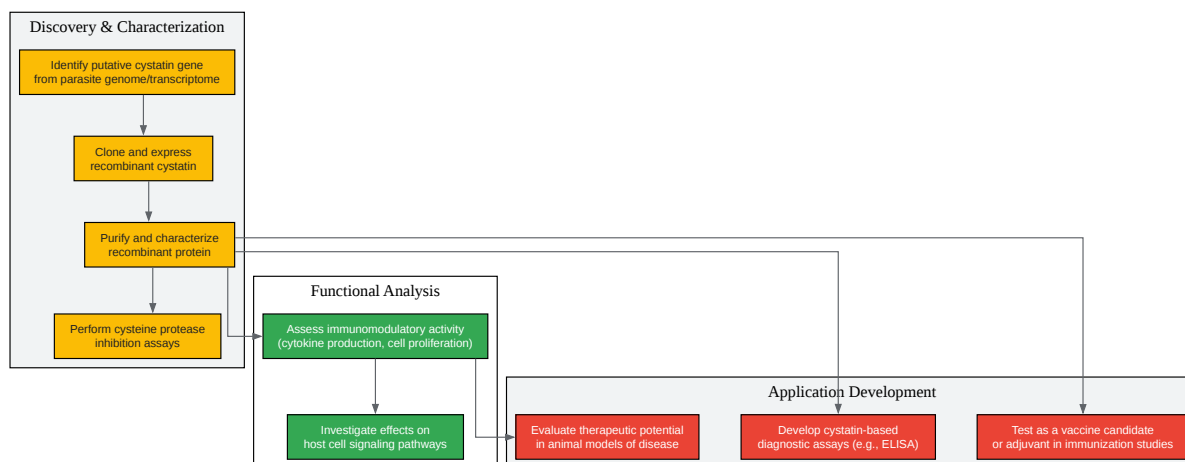 Discovery & Characterization
Identify putative cystatin gene
from parasite genome/transcriptome
Clone and express
recombinant cystatin
Purify and characterize
recombinant protein
Perform cysteine protease
inhibition assays
Functional Analysis
Assess immunomodulatory activity
(cytokine production, cell proliferation)
Investigate effects on
host cell signaling pathways
Application Development
Evaluate therapeutic potential
in animal models of disease
Develop cystatin-based
diagnostic assays (e.g., ELISA)
Test as a vaccine candidate
or adjuvant in immunization studies